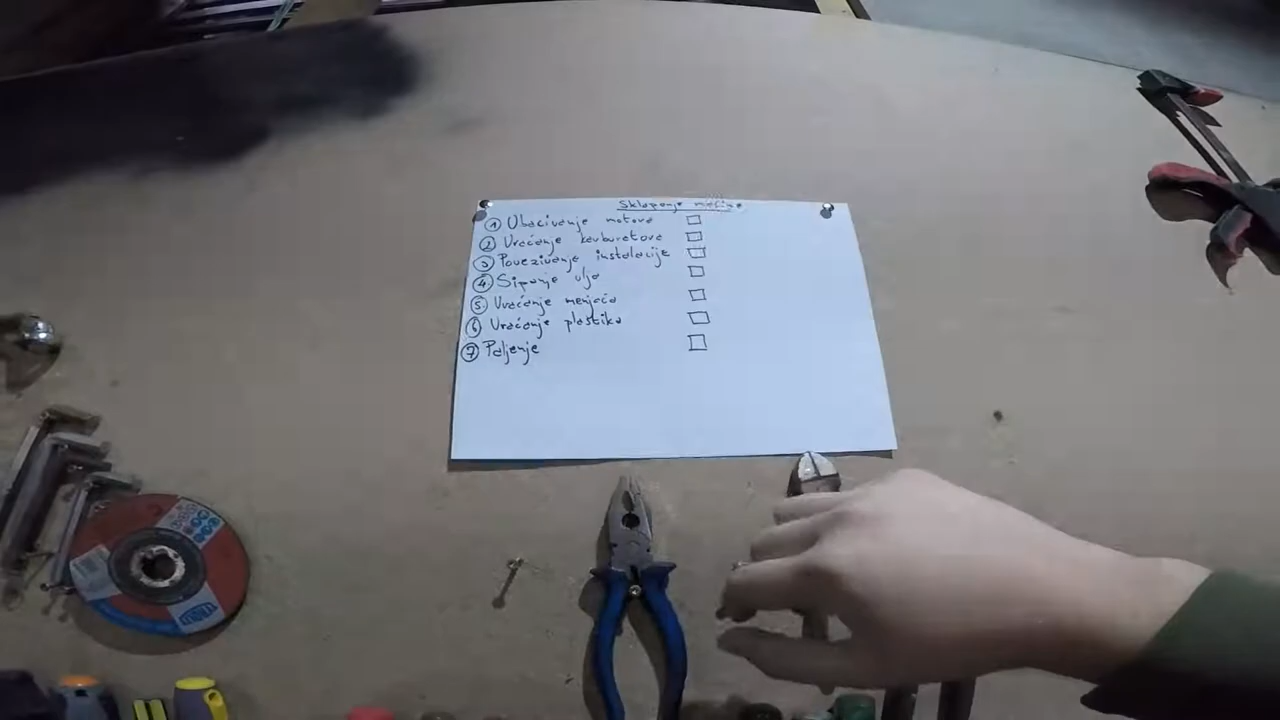 Sklapanje mašine
① Ubacivanje motora
② Vraćanje karburatora
③ Povezivanje instalacije
④ Sipanje ulja
⑤ Vraćanje menjača
⑥ Vraćanje plastika
⑦ Paljenje